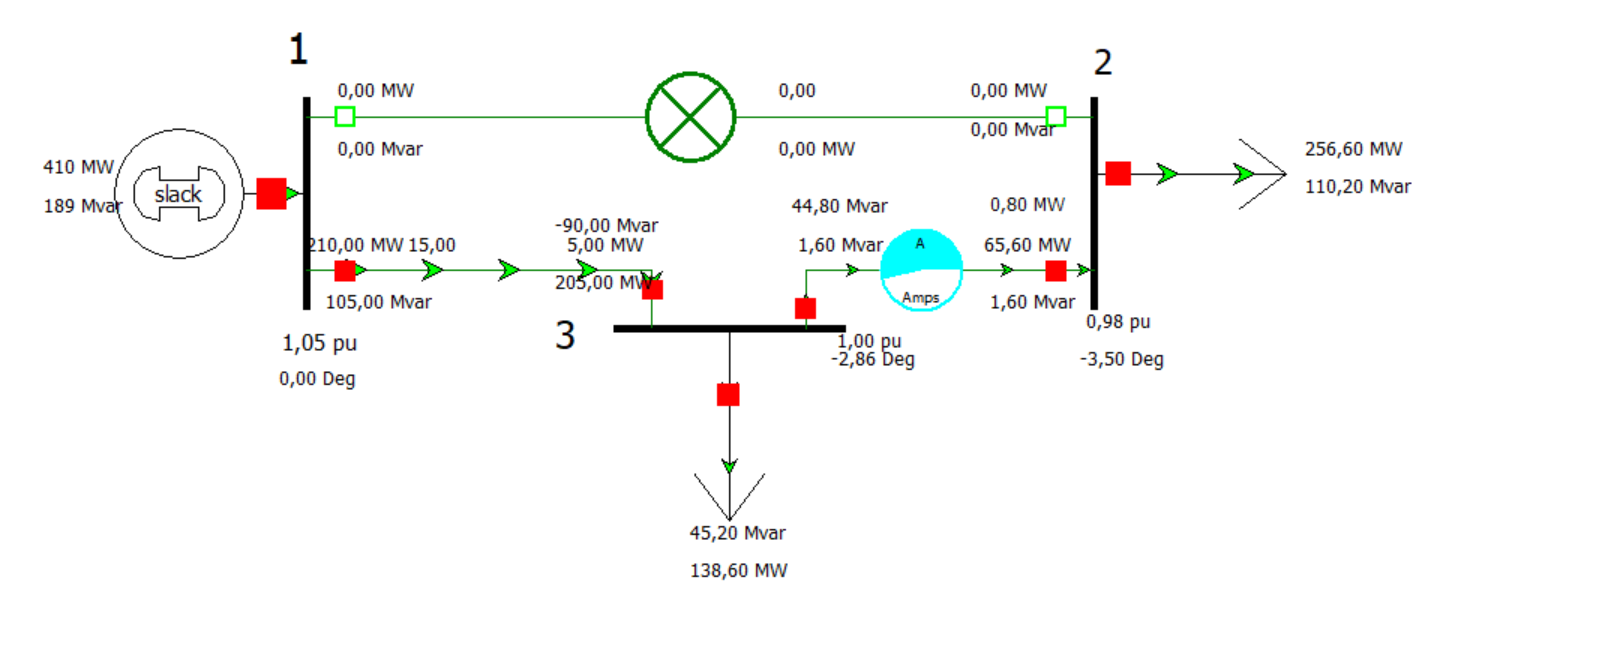 1
2
0,00 MW
0,00
0,00 MW
0,00 Mvar
0,00 Mvar
0,00 MW
410 MW
slack
189 Mvar
256,60 MW
110,20 Mvar
44,80 Mvar
0,80 MW
-90,00 Mvar
210,00 MW 15,00
5,00 MW
1,60 Mvar
A
65,60 MW
205,00 MW
105,00 Mvar
Amps
1,60 Mvar
0,98 pu
3
1,05 pu
1,00 pu
-2,86 Deg
-3,50 Deg
0,00 Deg
45,20 Mvar
138,60 MW